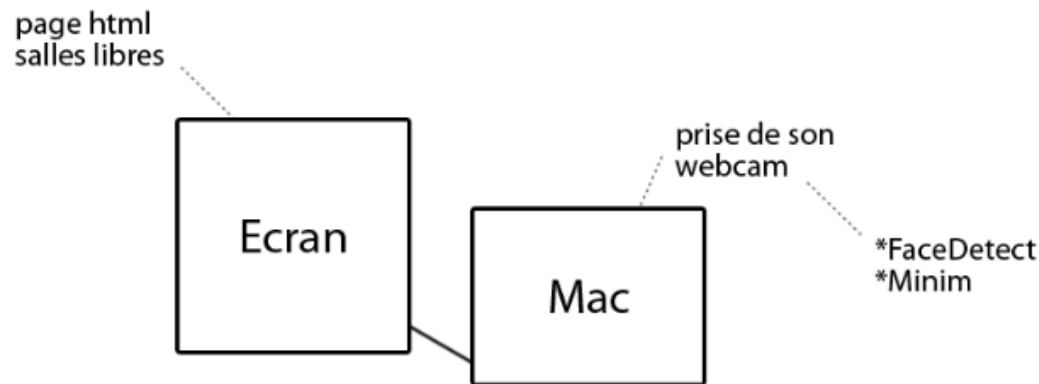 page html
salles libres
prise de son
webcam
Ecran
*FaceDetect
*Minim
Mac